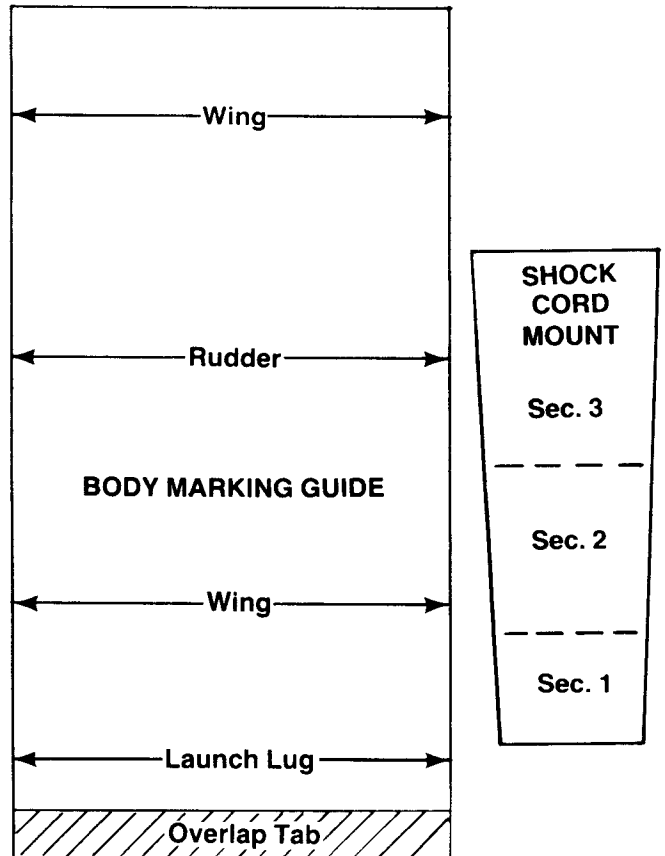 Wing
Rudder
BODY MARKING GUIDE
Wing
Launch Lug
Overlap Tab
SHOCK
CORD
MOUNT
Sec. 3
Sec. 2
Sec. 1